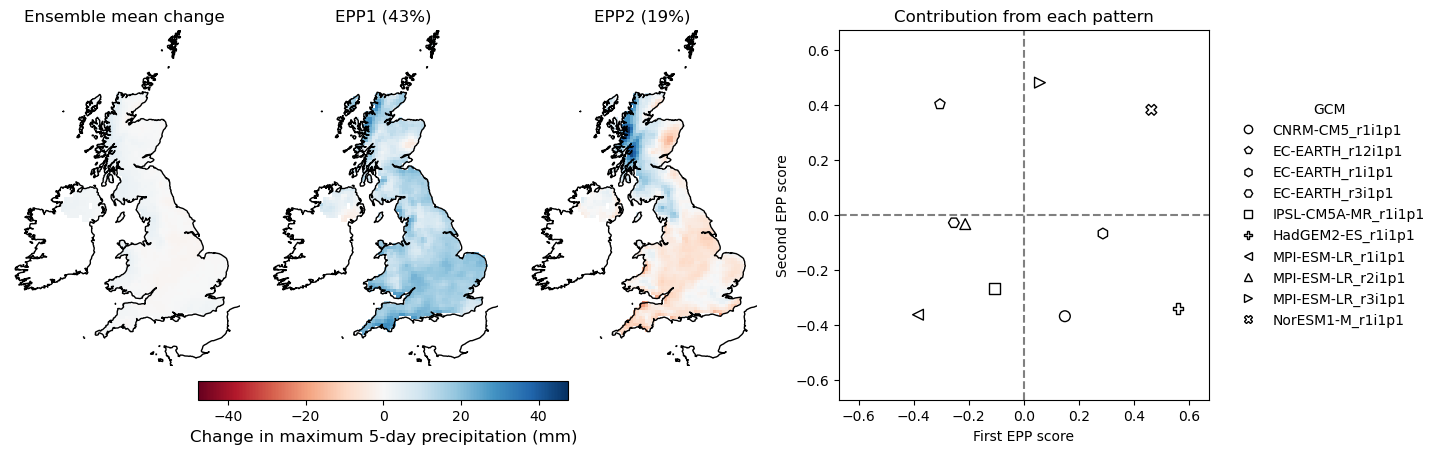 Ensemble mean change
EPP1 (43%)
EPP2 (19%)
Contribution from each pattern
−40
−20
0
20
40
Change in maximum 5-day precipitation (mm)
0.6
0.4
0.2
0.0
−0.2
−0.4
−0.6
Second EPP score
−0.6
−0.4
−0.2
0.0
0.2
0.4
0.6
First EPP score
GCM
CNRM-CM5_r1i1p1
EC-EARTH_r12i1p1
EC-EARTH_r1i1p1
EC-EARTH_r3i1p1
IPSL-CM5A-MR_r1i1p1
HadGEM2-ES_r1i1p1
MPI-ESM-LR_r1i1p1
MPI-ESM-LR_r2i1p1
MPI-ESM-LR_r3i1p1
NorESM1-M_r1i1p1